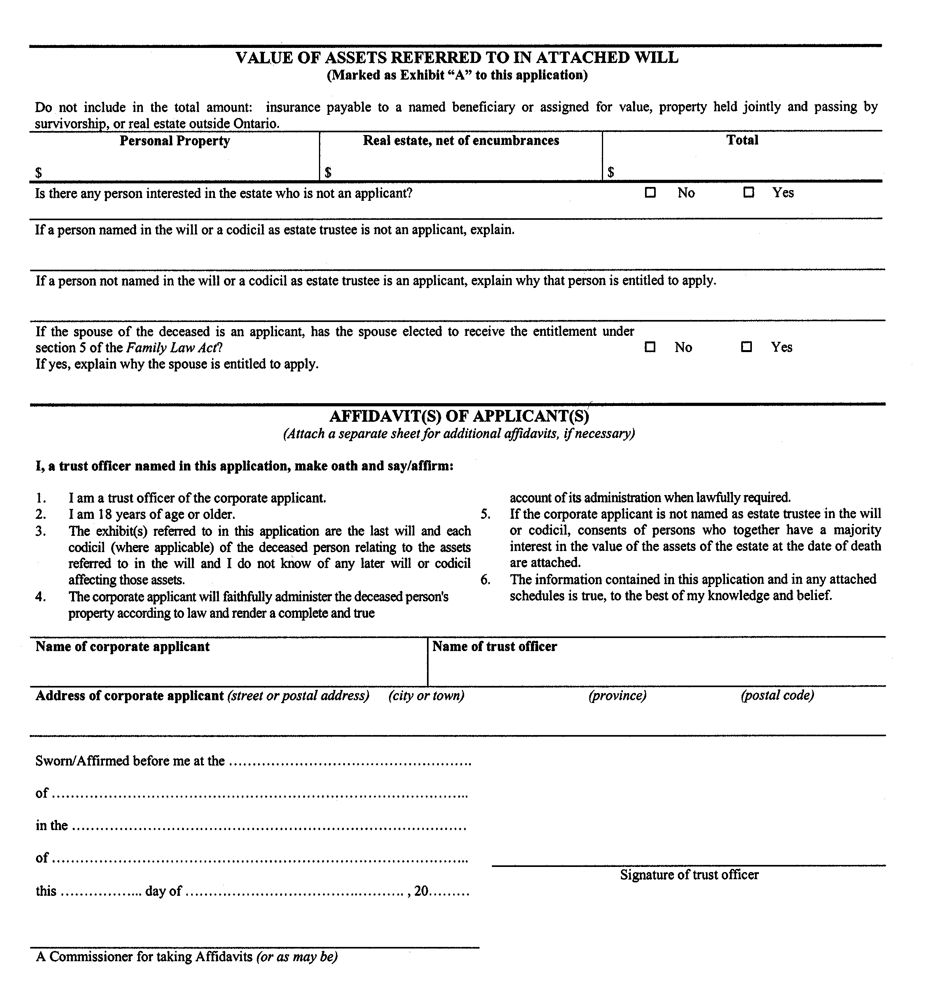 VALUE OF ASSETS REFERRED TO IN ATTACHED WILL
(Marked as Exhibit “A” to this application)
Do not include in the total amount: insurance payable to a named beneficiary or assigned for value, property held jointly and passing by
survivorship, or real estate outside Ontario.
Personal Property
$
Real estate, net of encumbrances
$
Total
$
Is there any person interested in the estate who is not an applicant? ☐ No ☐ Yes
If a person named in the will or a codicil as estate trustee is not an applicant, explain.
If a person not named in the will or a codicil as estate trustee is an applicant, explain why that person is entitled to apply.
If the spouse of the deceased is an applicant, has the spouse elected to receive the entitlement under
section 5 of the Family Law Act? ☐ No ☐ Yes
If yes, explain why the spouse is entitled to apply.
AFFIDAVIT(S) OF APPLICANT(S)
(Attach a separate sheet for additional affidavits, if necessary)
I, a trust officer named in this application, make oath and say/affirm:
1. I am a trust officer of the corporate applicant.
2. I am 18 years of age or older.
3. The exhibit(s) referred to in this application are the last will and each
codicil (where applicable) of the deceased person relating to the assets
referred to in the will and I do not know of any later will or codicil
affecting those assets.
4. The corporate applicant will faithfully administer the deceased person's
property according to law and render a complete and true
account of its administration when lawfully required.
5. If the corporate applicant is not named as estate trustee in the will
or codicil, consents of persons who together have a majority
interest in the value of the assets of the estate at the date of death
are attached.
6. The information contained in this application and in any attached
schedules is true, to the best of my knowledge and belief.
Name of corporate applicant
Name of trust officer
Address of corporate applicant (street or postal address) (city or town) (province) (postal code)
Sworn/Affirmed before me at the ....................................................
of ........................................................................................
in the ...................................................................................
of ........................................................................................
this .................. day of .............................................. , 20.........
Signature of trust officer
A Commissioner for taking Affidavits (or as may be)